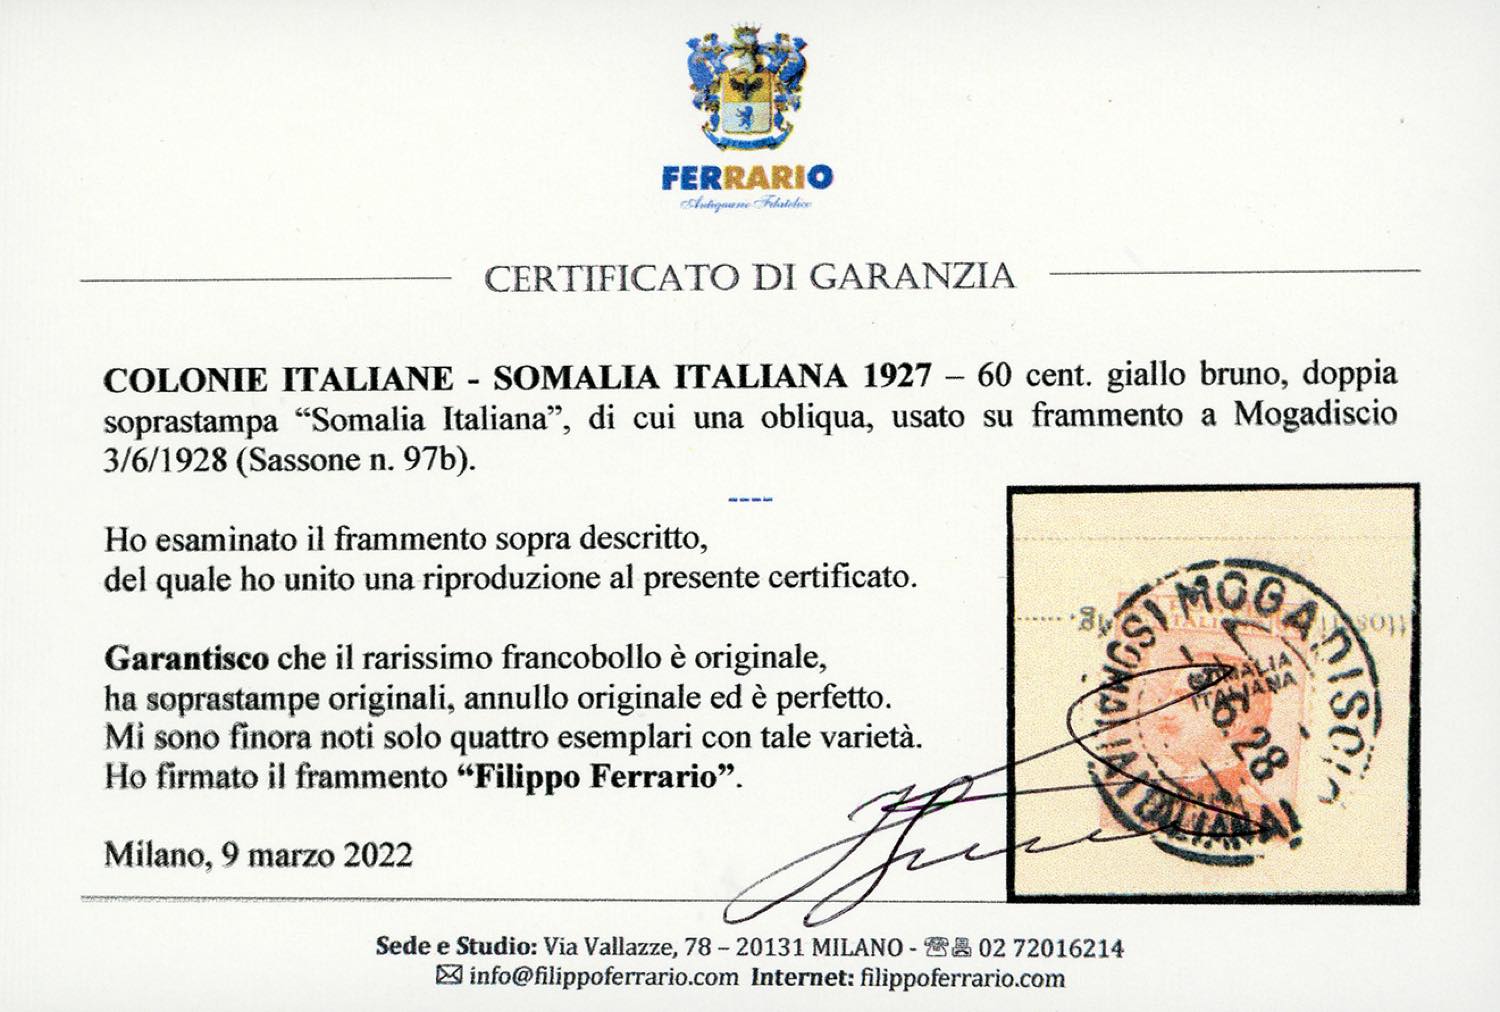 FERRARIO
Antiquario Filatelico
CERTIFICATO DI GARANZIA
COLONIE ITALIANE - SOMALIA ITALIANA 1927 – 60 cent. giallo bruno, doppia
soprastampa “Somalia Italiana”, di cui una obliqua, usato su frammento a Mogadiscio
3/6/1928 (Sassone n. 97b).
----
Ho esaminato il frammento sopra descritto,
del quale ho unito una riproduzione al presente certificato.
Garantisco che il rarissimo francobollo è originale,
ha soprastampe originali, annullo originale ed è perfetto.
Mi sono finora noti solo quattro esemplari con tale varietà.
Ho firmato il frammento “Filippo Ferrario”.
Milano, 9 marzo 2022
MOGADISCIO
SOMALIA
ITALIANA
6. 28
Sede e Studio: Via Vallazze, 78 – 20131 MILANO - 02 72016214
info@filippoferrario.com Internet: filippoferrario.com